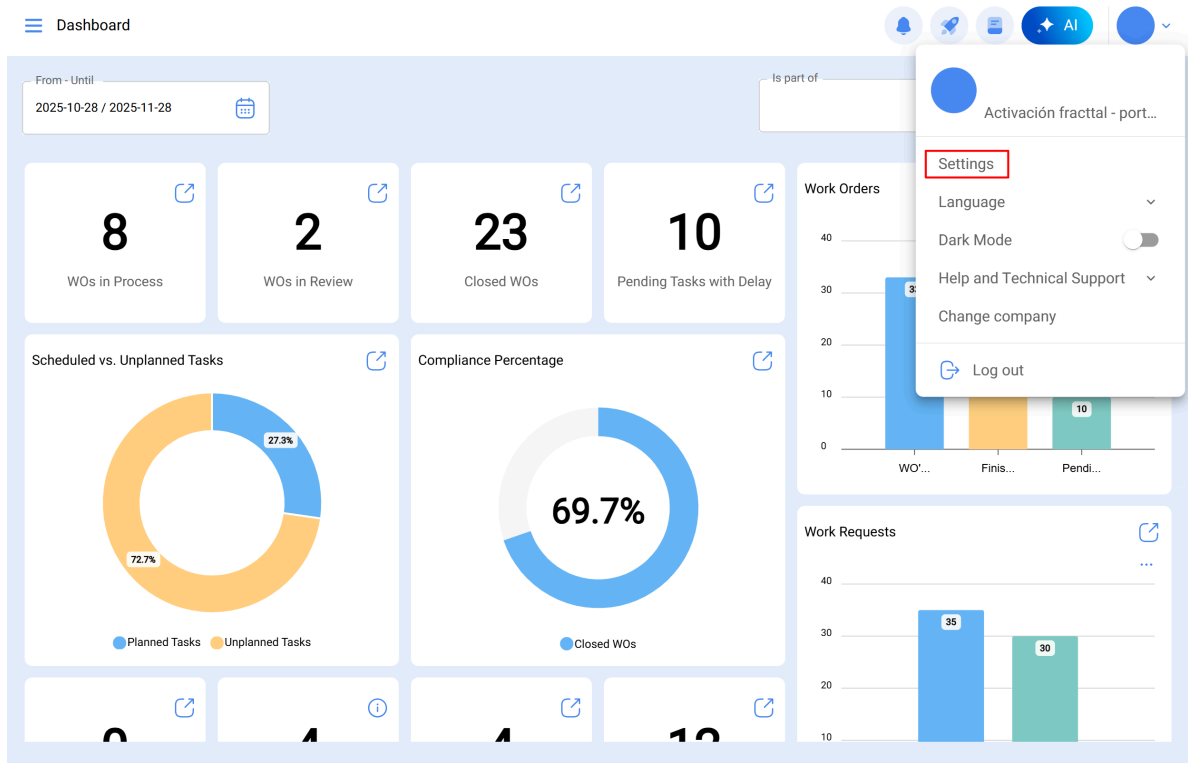 Dashboard
AI
From - Until
2025-10-28 / 2025-11-28
Is part of
Activación fracttal - port...
Settings
Language
Dark Mode
Help and Technical Support
Change company
Log out
8
WOs in Process
2
WOs in Review
23
Closed WOs
10
Pending Tasks with Delay
Work Orders
40
30
20
10
0
10
WO'...
Finis...
Pendi...
Scheduled vs. Unplanned Tasks
27.3%
72.7%
Planned Tasks
Unplanned Tasks
Compliance Percentage
69.7%
Closed WOs
Work Requests
...
40
30
20
10
35
30